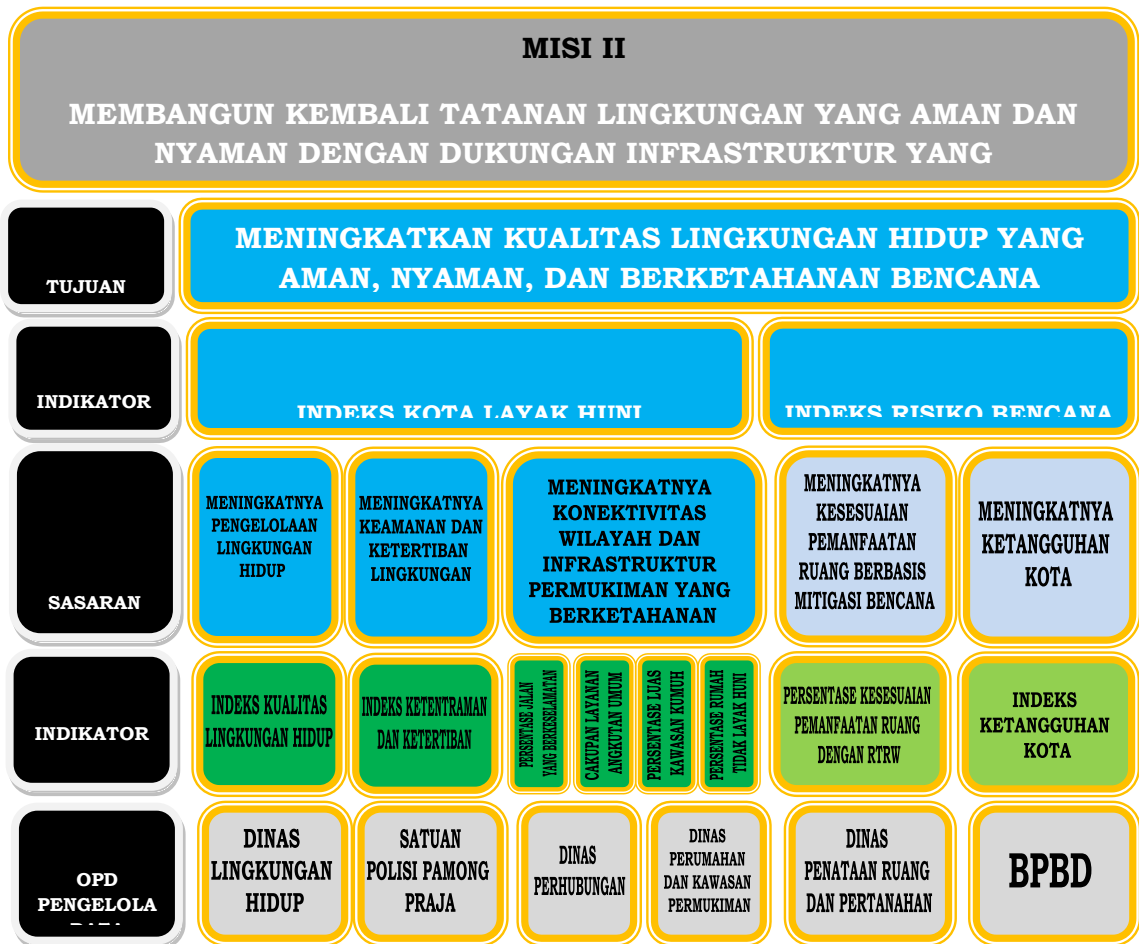 MISI II
MEMBANGUN KEMBALI TATANAN LINGKUNGAN YANG AMAN DAN
NYAMAN DENGAN DUKUNGAN INFRASTRUKTUR YANG
TUJUAN
MENINGKATKAN KUALITAS LINGKUNGAN HIDUP YANG
AMAN, NYAMAN, DAN BERKETAHANAN BENCANA
INDIKATOR
INDEKS KOTA LAYAK HUNI
INDEKS RISIKO BENCANA
SASARAN
MENINGKATNYA
PENGELOLAAN
LINGKUNGAN
HIDUP
MENINGKATNYA
KEAMANAN DAN
KETERTIBAN
LINGKUNGAN
MENINGKATNYA
KONEKTIVITAS
WILAYAH DAN
INFRASTRUKTUR
PERMUKIMAN YANG
BERKETAHANAN
MENINGKATNYA
KESESUAIAN
PEMANFAATAN
RUANG BERBASIS
MITIGASI BENCANA
MENINGKATNYA
KETANGGUHAN
KOTA
INDIKATOR
INDEKS KUALITAS
LINGKUNGAN HIDUP
INDEKS KETENTRAMAN
DAN KETERTIBAN
PERSENTASE JALAN
YANG BERKESELAMATAN
CAKUPAN LAYANAN
ANGKUTAN UMUM
PERSENTASE LUAS
KAWASAN KUMUH
PERSENTASE RUMAH
TIDAK LAYAK HUNI
PERSENTASE KESESUAIAN
PEMANFAATAN RUANG
DENGAN RTRW
INDEKS
KETANGGUHAN
KOTA
OPD
PENGELOLA
DINAS
LINGKUNGAN
HIDUP
SATUAN
POLISI PAMONG
PRAJA
DINAS
PERHUBUNGAN
DINAS
PERUMAHAN
DAN KAWASAN
PERMUKIMAN
DINAS
PENATAAN RUANG
DAN PERTANAHAN
BPBD